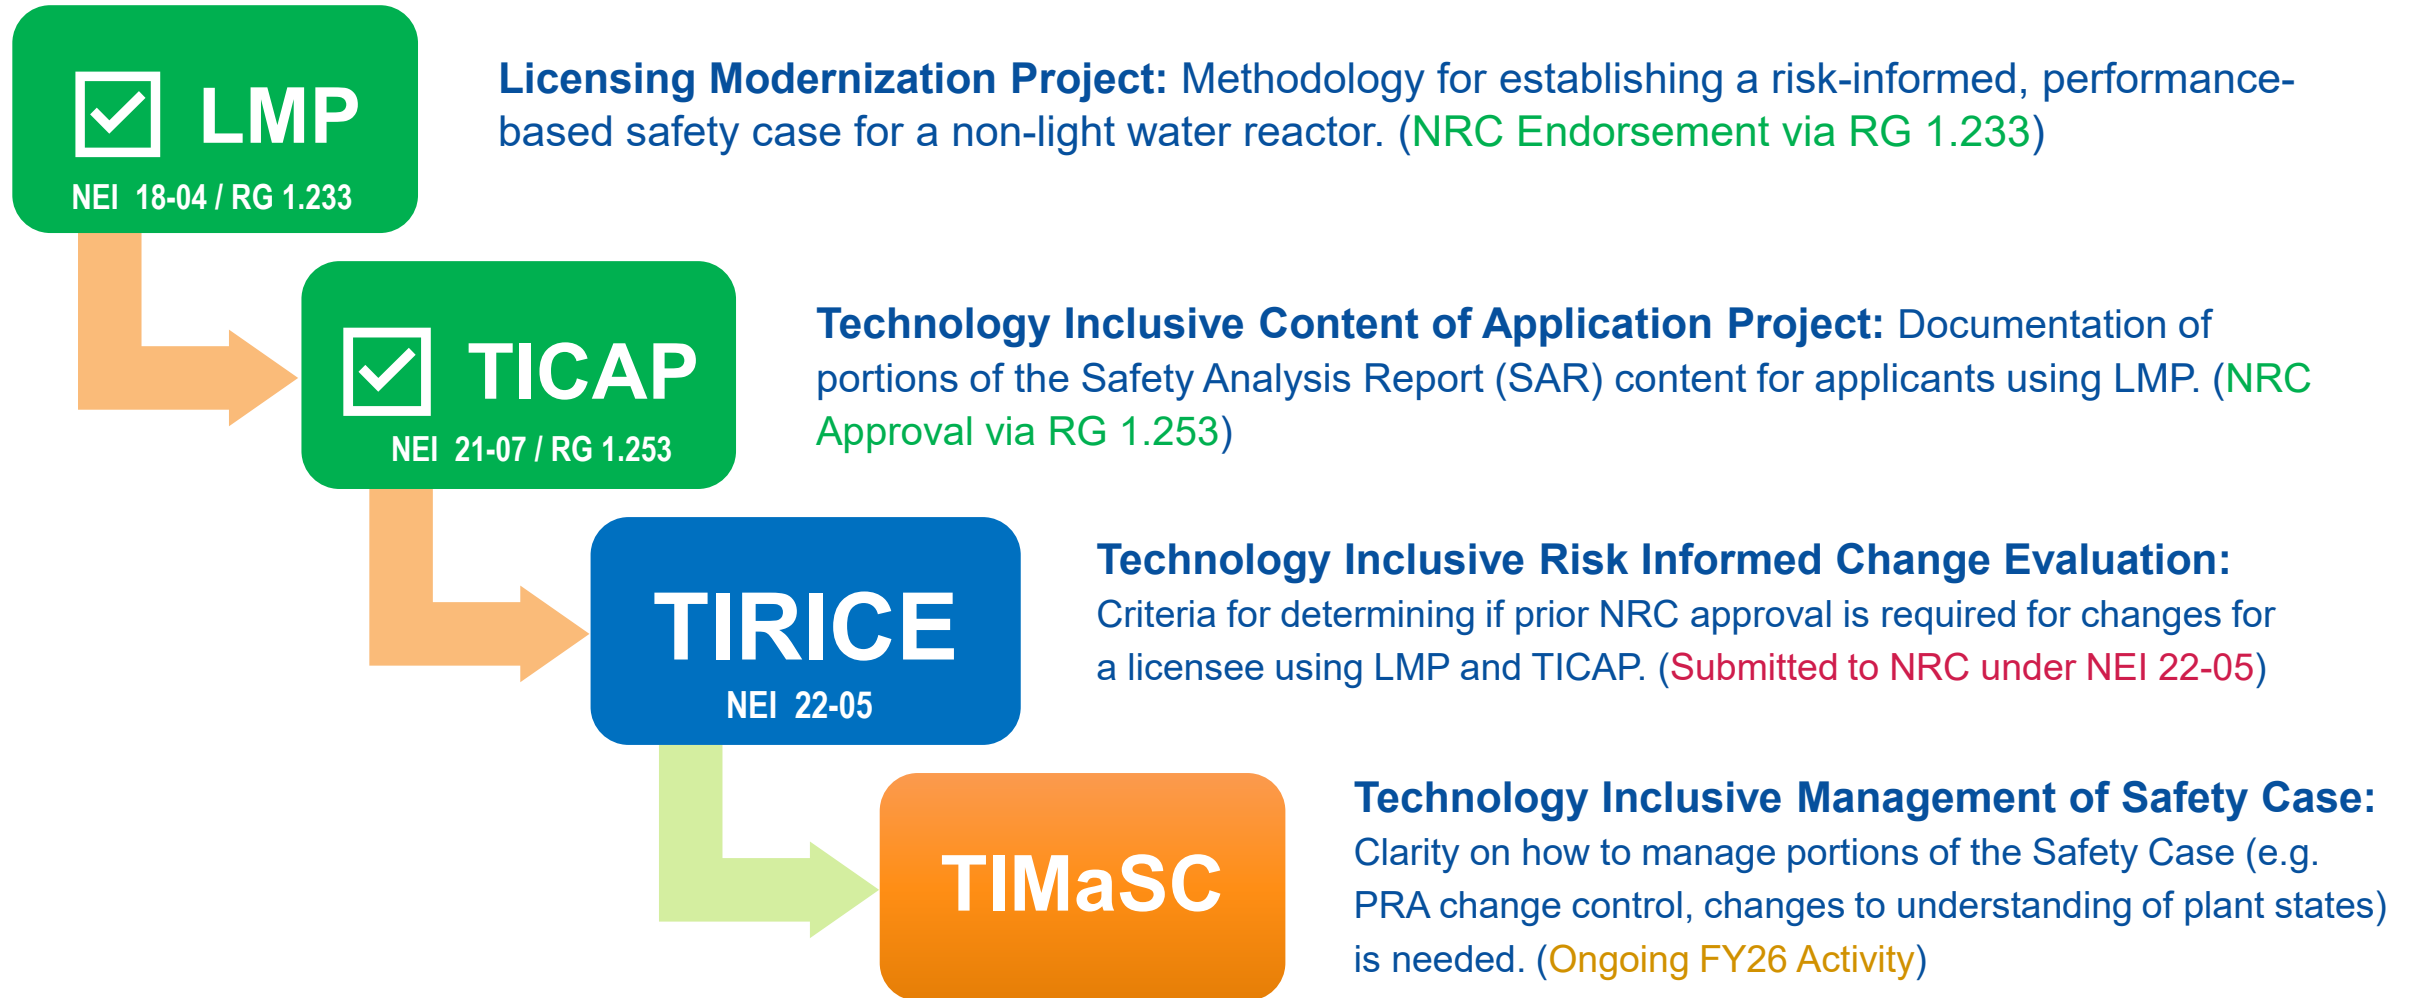 LMP
NEI 18-04 / RG 1.233
Licensing Modernization Project: Methodology for establishing a risk-informed, performance-
based safety case for a non-light water reactor. (NRC Endorsement via RG 1.233)
TICAP
NEI 21-07 / RG 1.253
Technology Inclusive Content of Application Project: Documentation of
portions of the Safety Analysis Report (SAR) content for applicants using LMP. (NRC
Approval via RG 1.253)
TIRICE
NEI 22-05
Technology Inclusive Risk Informed Change Evaluation:
Criteria for determining if prior NRC approval is required for changes for
a licensee using LMP and TICAP. (Submitted to NRC under NEI 22-05)
TIMaSC
Technology Inclusive Management of Safety Case:
Clarity on how to manage portions of the Safety Case (e.g.
PRA change control, changes to understanding of plant states)
is needed. (Ongoing FY26 Activity)